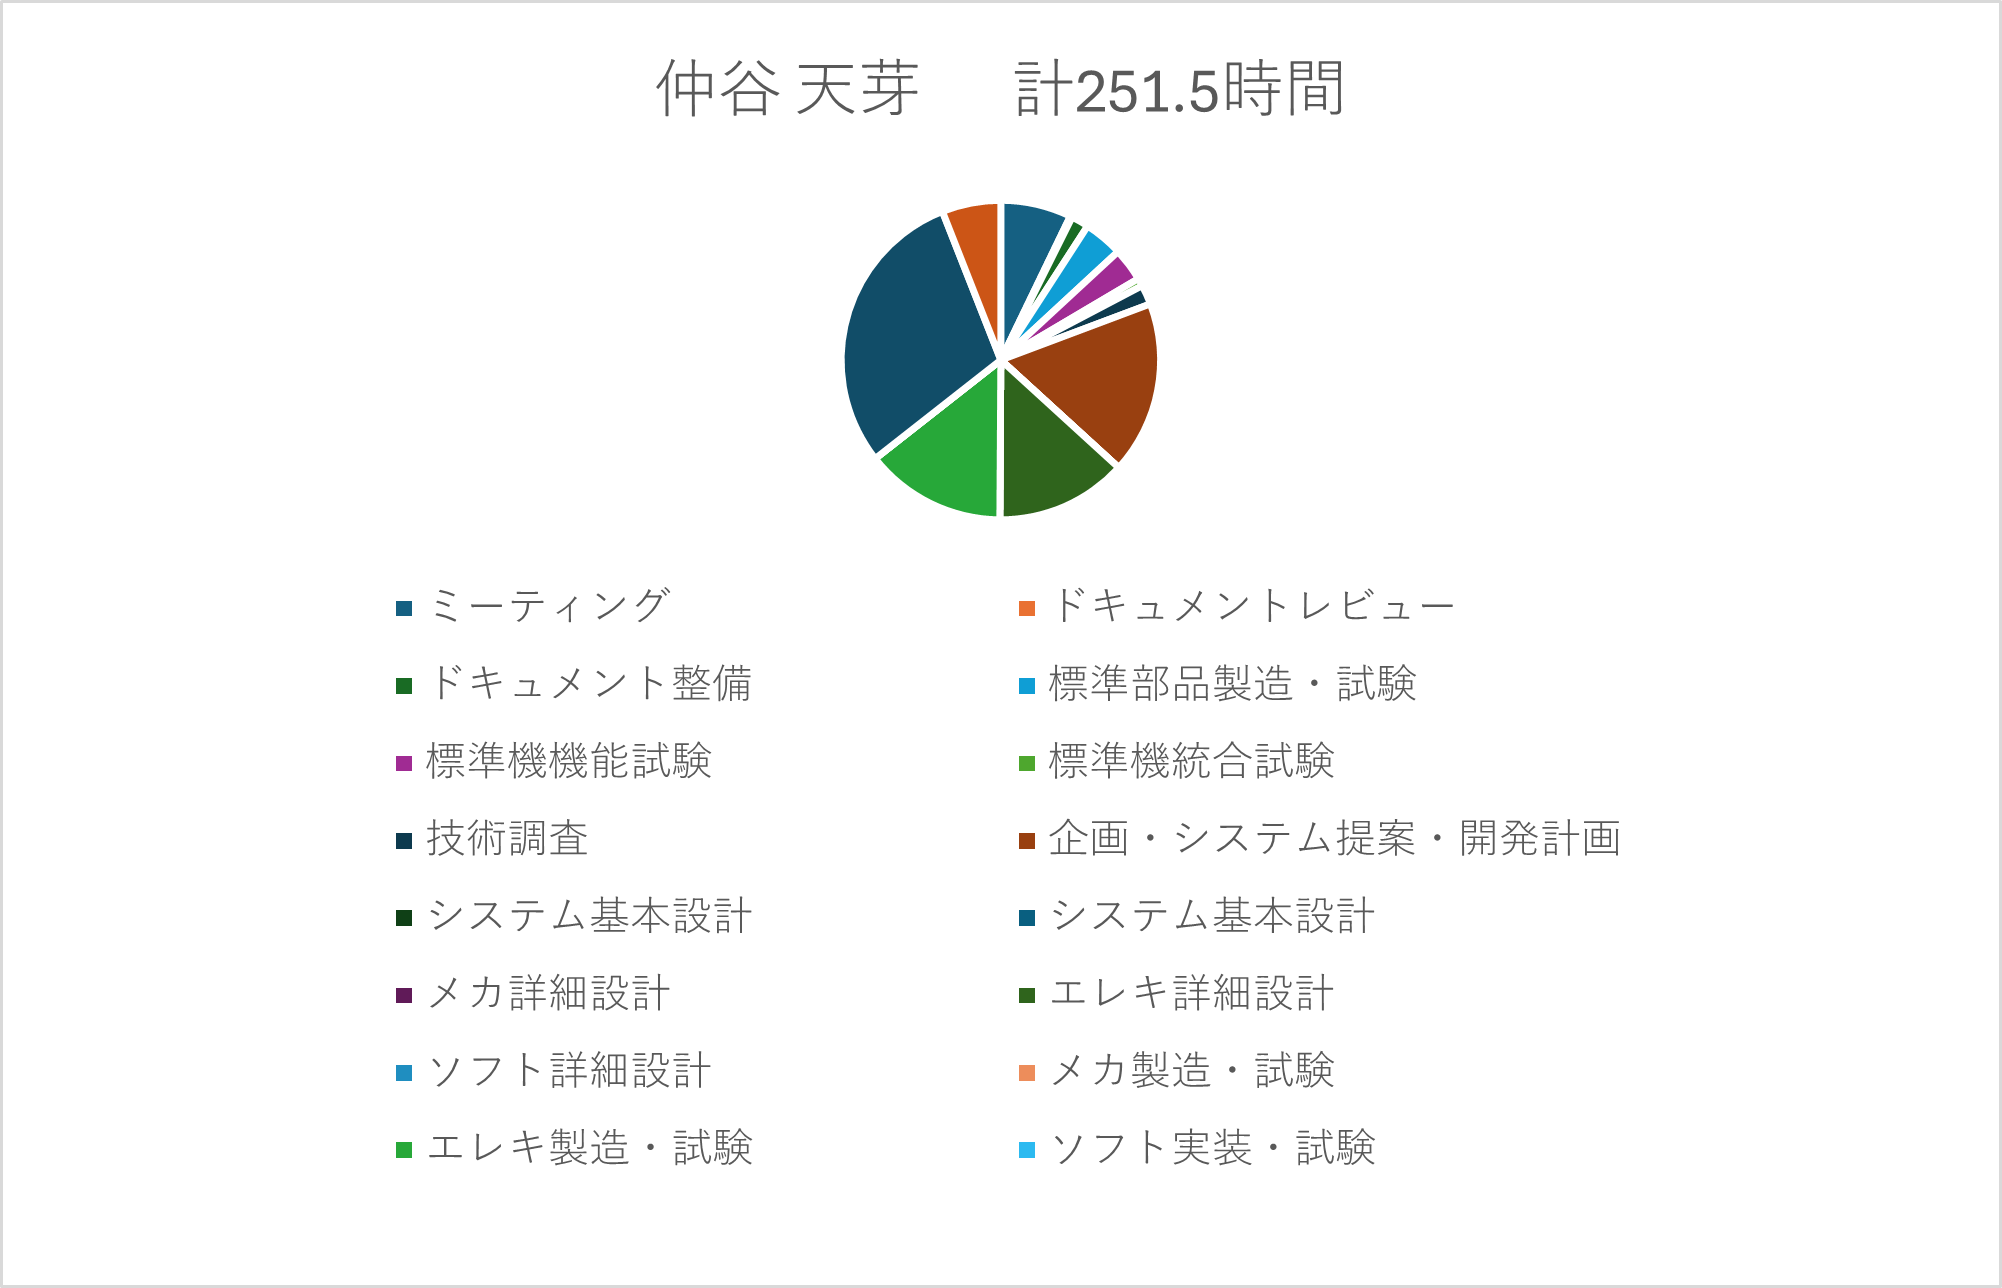 仲谷 天芽　 計251.5時間
ミーティング
ドキュメントレビュー
ドキュメント整備
標準部品製造・試験
標準機機能試験
標準機統合試験
技術調査
企画・システム提案・開発計画
システム基本設計
システム基本設計
メカ詳細設計
エレキ詳細設計
ソフト詳細設計
メカ製造・試験
エレキ製造・試験
ソフト実装・試験